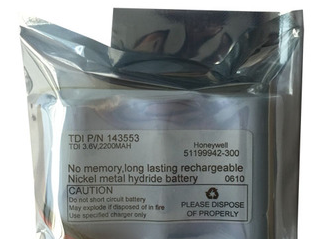 TDI P/N 143553
TDI 3.6V,2200MAH
Honeywell
51199942-300
No memory,long lasting rechargeable
Nickel metal hydride battery 0610
CAUTION
Do not short circuit battery
May explode if disposed of in fire
Use specified charger only
PLEASE DISPOSE
OF PROPERLY